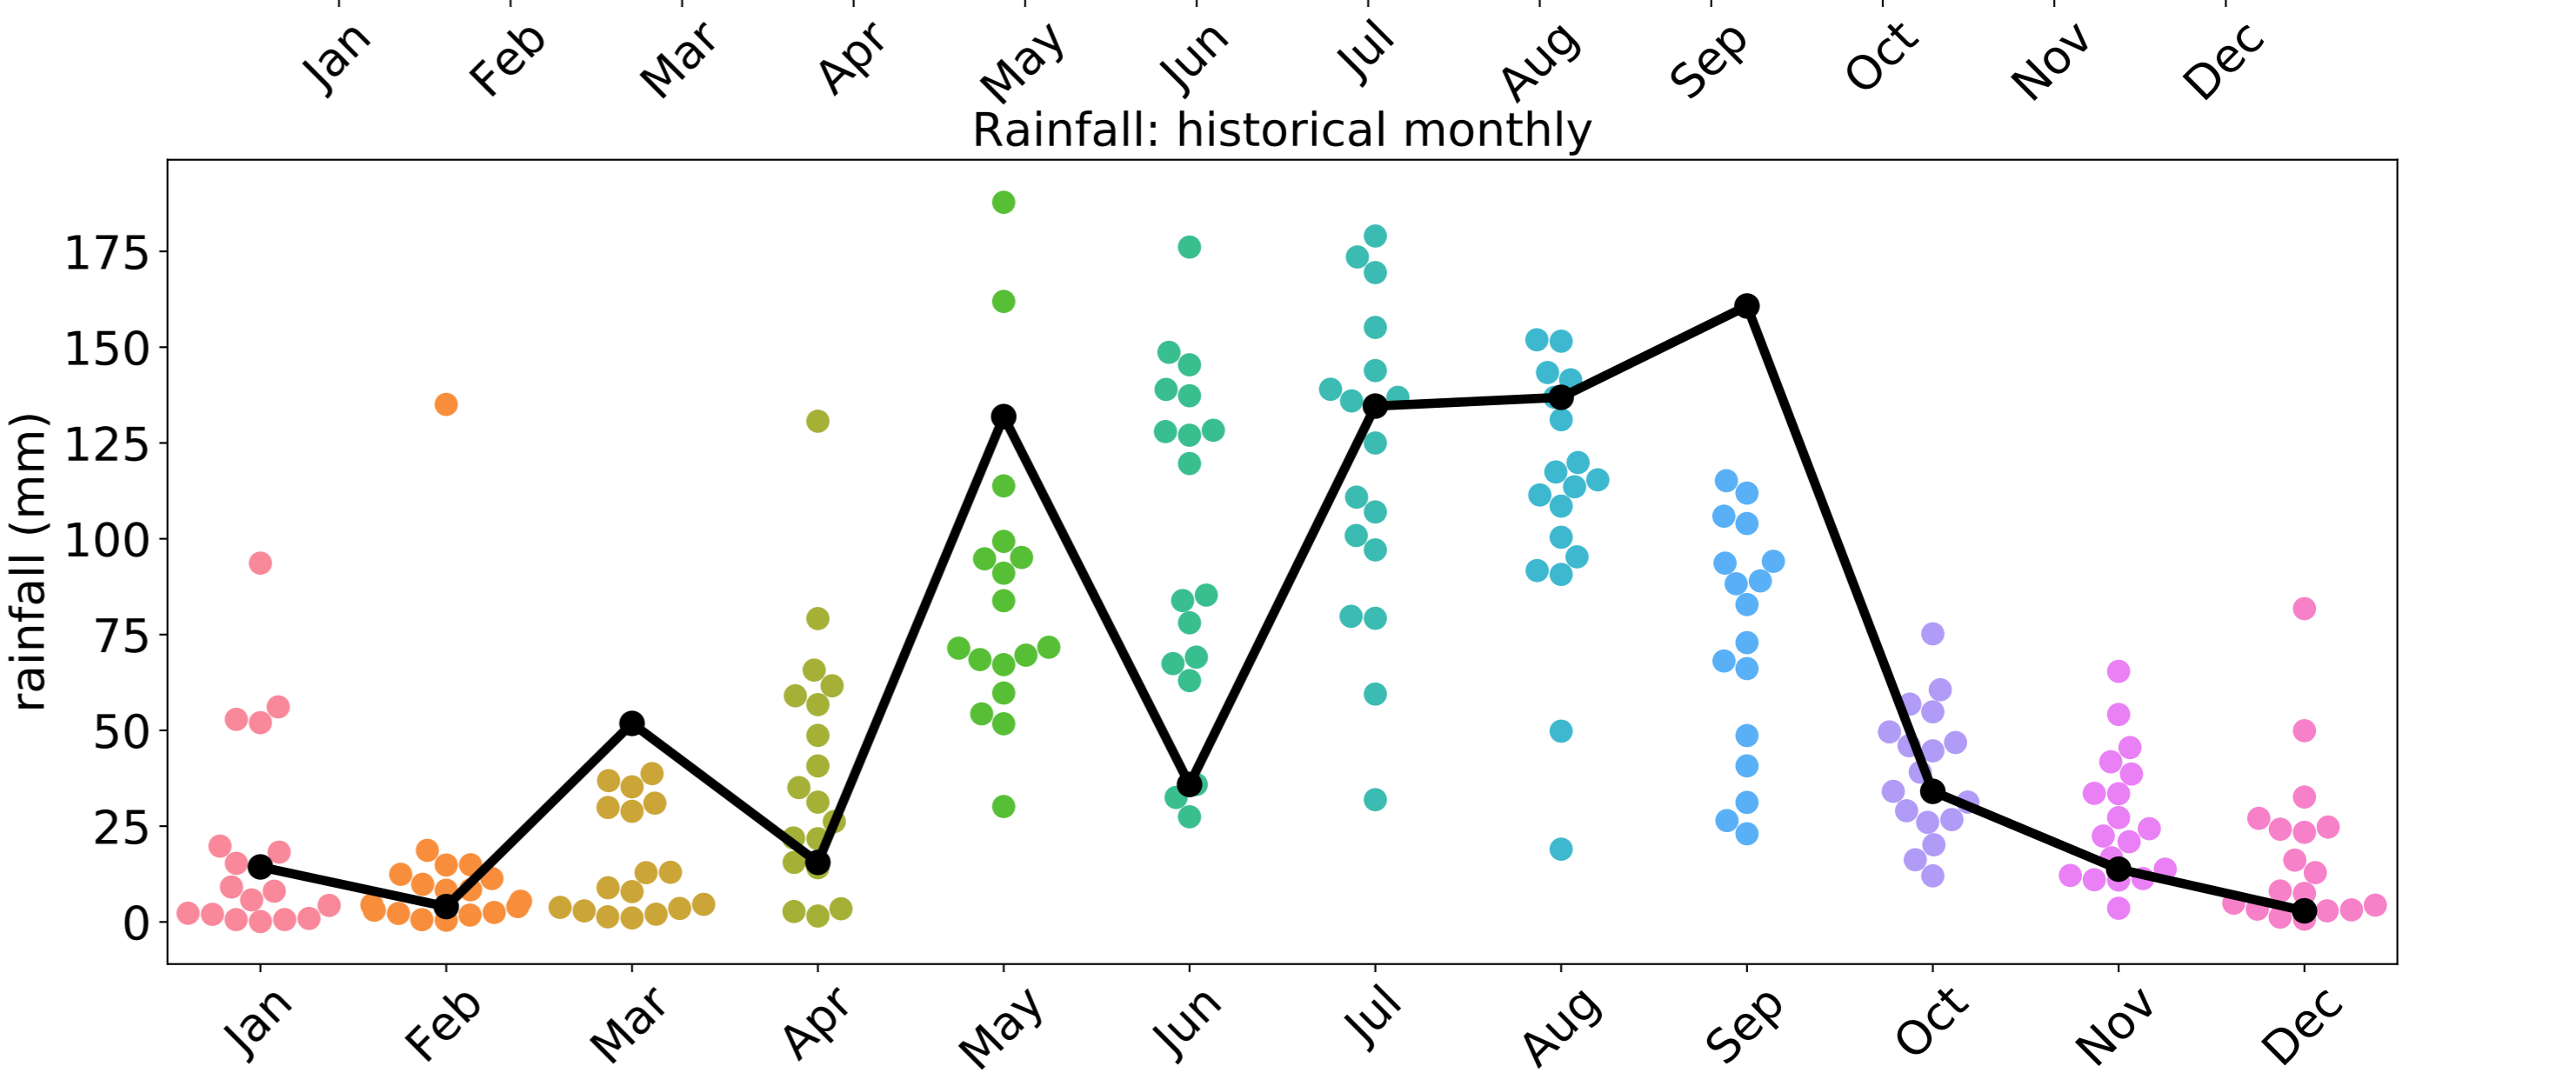 Jan Feb Mar Apr May Jun Jul Aug Sep Oct Nov Dec
Rainfall: historical monthly
rainfall (mm)
175
150
125
100
75
50
25
0
Jan Feb Mar Apr May Jun Jul Aug Sep Oct Nov Dec